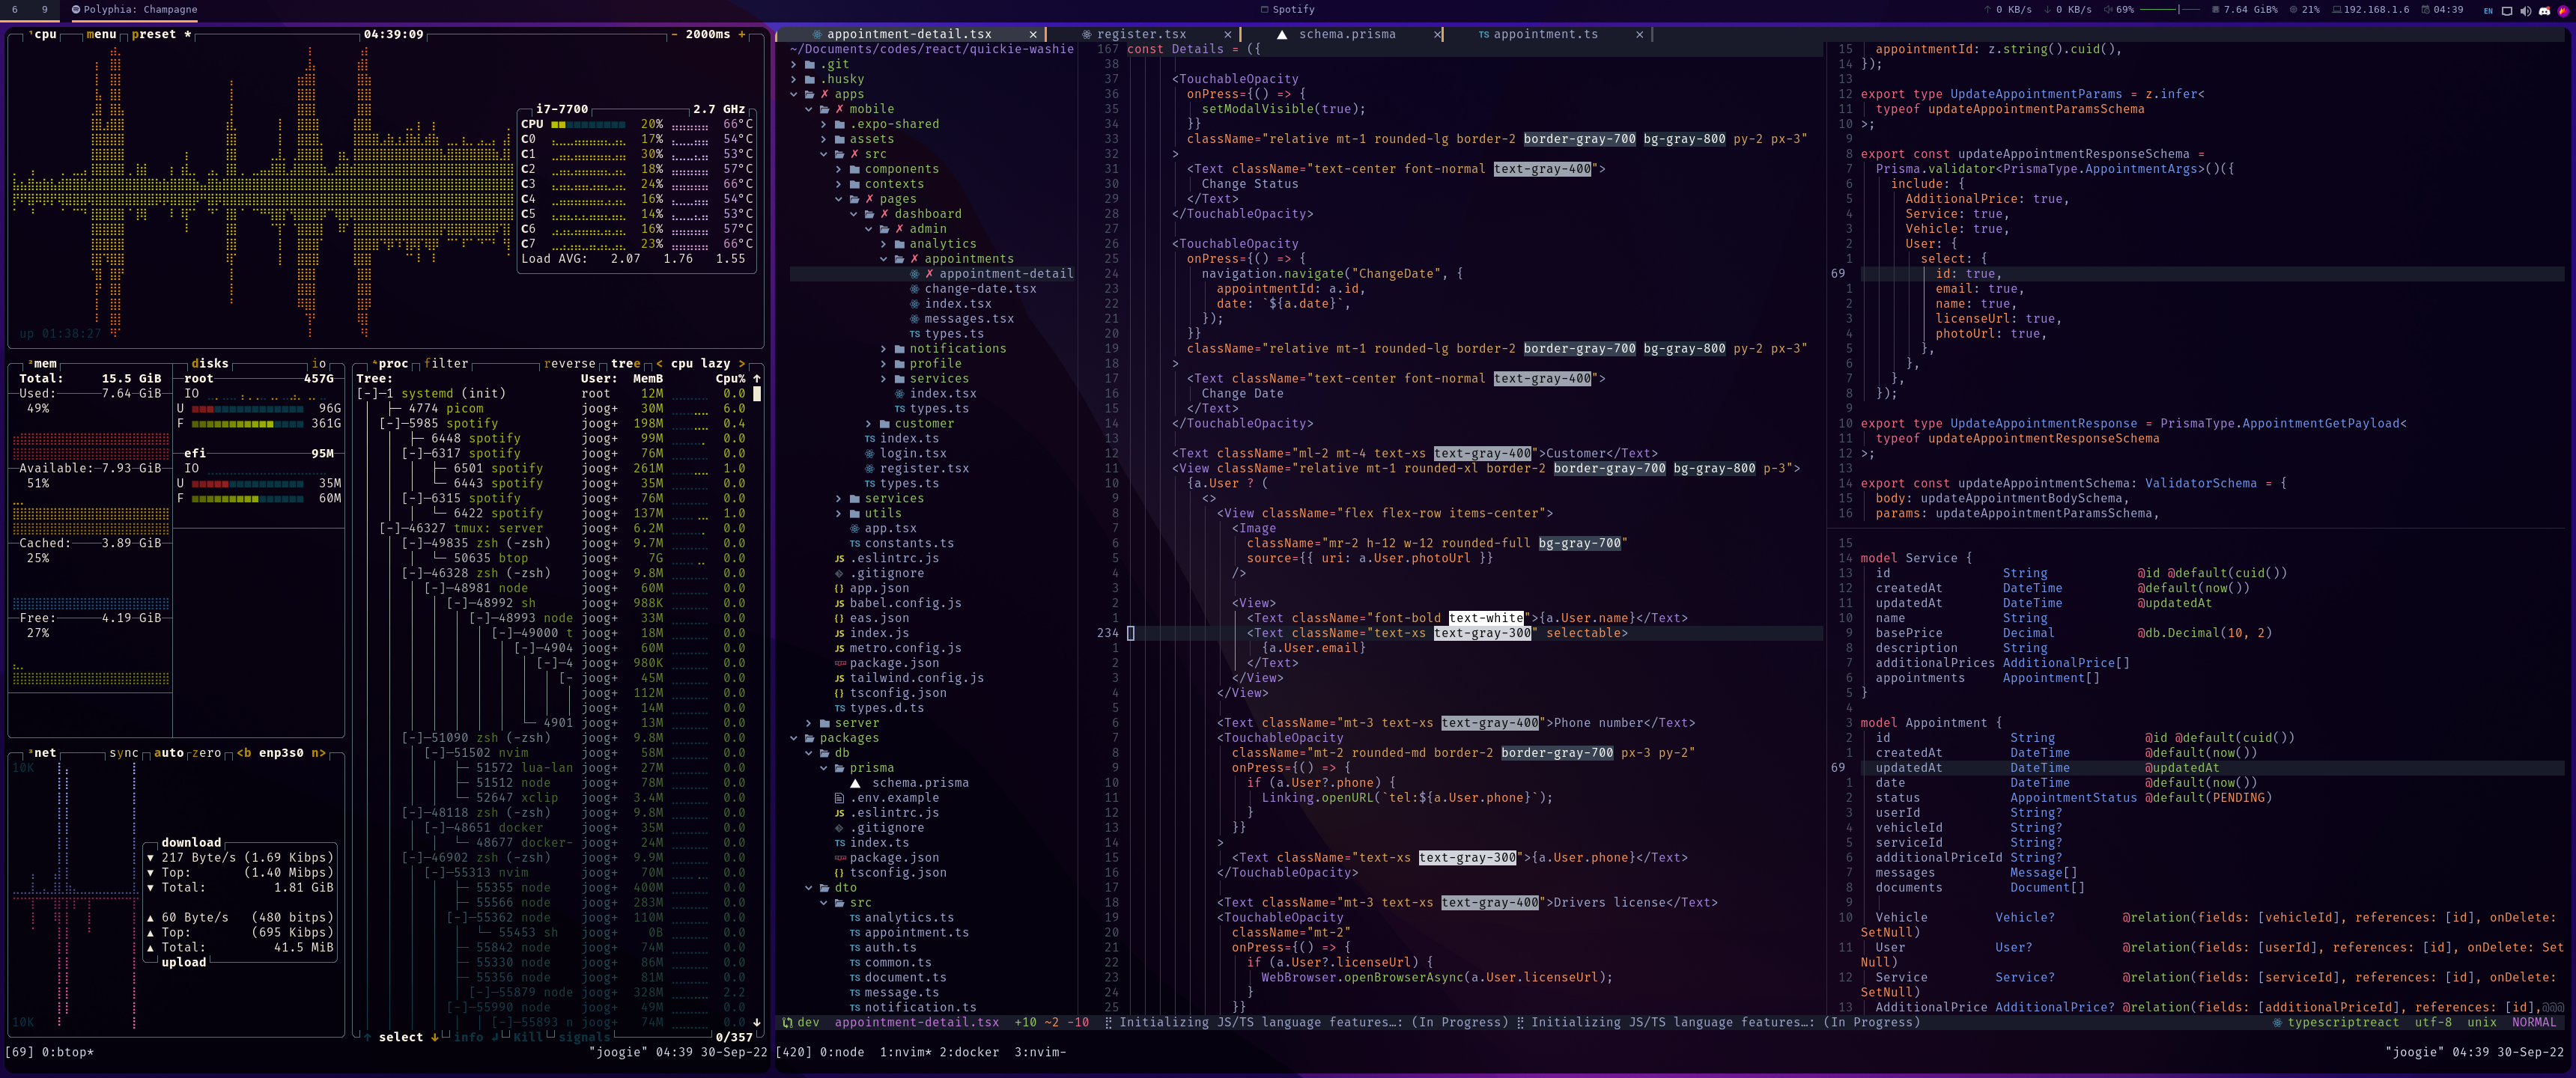 6 9 Polyphia: Champagne
Spotify
0 KB/s 0 KB/s 69% 7.64 GiB% 21% 192.168.1.6 04:39 EN
¹cpu menu preset * 04:39:09 - 2000ms +
i7-7700 2.7 GHz
CPU 20% 66°C
C0 17% 54°C
C1 30% 53°C
C2 18% 57°C
C3 24% 66°C
C4 16% 54°C
C5 14% 53°C
C6 16% 57°C
C7 23% 66°C
Load AVG: 2.07 1.76 1.55
up 01:38:27
²mem disks io
Total: 15.5 GiB
Used: 7.64 GiB
49%
Available: 7.93 GiB
51%
Cached: 3.89 GiB
25%
Free: 4.19 GiB
27%
root 457G
IO
U 96G
F 361G
efi 95M
IO
U 35M
F 60M
³net sync auto zero <b enp3s0 n>
10K
download
▼ 217 Byte/s (1.69 Kibps)
▼ Top: (1.40 Mibps)
▼ Total: 1.81 GiB
▲ 60 Byte/s (480 bitps)
▲ Top: (695 Kibps)
▲ Total: 41.5 MiB
upload
10K
⁴proc filter reverse tree < cpu lazy >
Tree: User: MemB Cpu% ↑
[-]─1 systemd (init) root 12M 0.0
├─ 4774 picom joog+ 30M 6.0
[-]─5985 spotify joog+ 198M 0.4
├─ 6448 spotify joog+ 99M 0.0
[-]─6317 spotify joog+ 76M 0.0
├─ 6501 spotify joog+ 261M 1.0
└─ 6443 spotify joog+ 35M 0.0
[-]─6315 spotify joog+ 76M 0.0
└─ 6422 spotify joog+ 137M 1.0
[-]─46327 tmux: server joog+ 6.2M 0.0
[-]─49835 zsh (-zsh) joog+ 9.7M 0.0
└─ 50635 btop joog+ 7G 0.0
[-]─46328 zsh (-zsh) joog+ 9.8M 0.0
[-]─48981 node joog+ 60M 0.0
[-]─48992 sh joog+ 988K 0.0
[-]─48993 node joog+ 33M 0.0
[-]─49000 t joog+ 18M 0.0
[-]─4904 joog+ 60M 0.0
[-]─4 joog+ 980K 0.0
[- joog+ 45M 0.0
joog+ 112M 0.0
joog+ 14M 0.0
└─ 4901 joog+ 13M 0.0
[-]─51090 zsh (-zsh) joog+ 9.8M 0.0
[-]─51502 nvim joog+ 58M 0.0
├─ 51572 lua-lan joog+ 27M 0.0
├─ 51512 node joog+ 78M 0.0
└─ 52647 xclip joog+ 3.4M 0.0
[-]─48118 zsh (-zsh) joog+ 9.8M 0.0
[-]─48651 docker joog+ 35M 0.0
└─ 48677 docker- joog+ 24M 0.0
[-]─46902 zsh (-zsh) joog+ 9.9M 0.0
[-]─55313 nvim joog+ 70M 0.0
├─ 55355 node joog+ 400M 0.0
├─ 55566 node joog+ 283M 0.0
[-]─55362 node joog+ 110M 0.0
└─ 55453 sh joog+ 0B 0.0
├─ 55842 node joog+ 74M 0.0
├─ 55330 node joog+ 86M 0.0
├─ 55356 node joog+ 81M 0.0
[-]─55879 node joog+ 328M 2.2
[-]─55990 node joog+ 49M 0.0
├─ 55893 n joog+ 74M 0.0 ↓
↑ select ↓ info ↲ Kill signals 0/357
[69] 0:btop* "joogie" 04:39 30-Sep-22
appointment-detail.tsx × register.tsx × schema.prisma × appointment.ts ×
~/Documents/codes/react/quickie-washie
.git
.husky
✗ apps
✗ mobile
.expo-shared
assets
✗ src
components
contexts
✗ pages
✗ dashboard
✗ admin
analytics
✗ appointments
✗ appointment-detail
change-date.tsx
index.tsx
messages.tsx
TS types.ts
notifications
profile
services
index.tsx
TS types.ts
customer
TS index.ts
login.tsx
register.tsx
TS types.ts
services
utils
app.tsx
TS constants.ts
JS .eslintrc.js
.gitignore
{} app.json
JS babel.config.js
{} eas.json
JS index.js
JS metro.config.js
package.json
JS tailwind.config.js
{} tsconfig.json
TS types.d.ts
server
packages
db
prisma
schema.prisma
.env.example
JS .eslintrc.js
.gitignore
TS index.ts
package.json
{} tsconfig.json
dto
src
TS analytics.ts
TS appointment.ts
TS auth.ts
TS common.ts
TS document.ts
TS message.ts
TS notification.ts
167 const Details = ({
38
37 <TouchableOpacity
36 onPress={() => {
35 setModalVisible(true);
34 }}
33 className="relative mt-1 rounded-lg border-2 border-gray-700 bg-gray-800 py-2 px-3"
32 >
31 <Text className="text-center font-normal text-gray-400">
30 Change Status
29 </Text>
28 </TouchableOpacity>
27
26 <TouchableOpacity
25 onPress={() => {
24 navigation.navigate("ChangeDate", {
23 appointmentId: a.id,
22 date: `${a.date}`,
21 });
20 }}
19 className="relative mt-1 rounded-lg border-2 border-gray-700 bg-gray-800 py-2 px-3"
18 >
17 <Text className="text-center font-normal text-gray-400">
16 Change Date
15 </Text>
14 </TouchableOpacity>
13
12 <Text className="ml-2 mt-4 text-xs text-gray-400">Customer</Text>
11 <View className="relative mt-1 rounded-xl border-2 border-gray-700 bg-gray-800 p-3">
10 {a.User ? (
9 <>
8 <View className="flex flex-row items-center">
7 <Image
6 className="mr-2 h-12 w-12 rounded-full bg-gray-700"
5 source={{ uri: a.User.photoUrl }}
4 />
3
2 <View>
1 <Text className="font-bold text-white">{a.User.name}</Text>
234 <Text className="text-xs text-gray-300" selectable>
1 {a.User.email}
2 </Text>
3 </View>
4 </View>
5
6 <Text className="mt-3 text-xs text-gray-400">Phone number</Text>
7 <TouchableOpacity
8 className="mt-2 rounded-md border-2 border-gray-700 px-3 py-2"
9 onPress={() => {
10 if (a.User?.phone) {
11 Linking.openURL(`tel:${a.User.phone}`);
12 }
13 }}
14 >
15 <Text className="text-xs text-gray-300">{a.User.phone}</Text>
16 </TouchableOpacity>
17
18 <Text className="mt-3 text-xs text-gray-400">Drivers license</Text>
19 <TouchableOpacity
20 className="mt-2"
21 onPress={() => {
22 if (a.User?.licenseUrl) {
23 WebBrowser.openBrowserAsync(a.User.licenseUrl);
24 }
25 }}
15 appointmentId: z.string().cuid(),
14 });
13
12 export type UpdateAppointmentParams = z.infer<
11 typeof updateAppointmentParamsSchema
10 >;
9
8 export const updateAppointmentResponseSchema =
7 Prisma.validator<PrismaType.AppointmentArgs>()({
6 include: {
5 AdditionalPrice: true,
4 Service: true,
3 Vehicle: true,
2 User: {
1 select: {
69 id: true,
1 email: true,
2 name: true,
3 licenseUrl: true,
4 photoUrl: true,
5 },
6 },
7 },
8 });
9
10 export type UpdateAppointmentResponse = PrismaType.AppointmentGetPayload<
11 typeof updateAppointmentResponseSchema
12 >;
13
14 export const updateAppointmentSchema: ValidatorSchema = {
15 body: updateAppointmentBodySchema,
16 params: updateAppointmentParamsSchema,
15
14 model Service {
13 id String @id @default(cuid())
12 createdAt DateTime @default(now())
11 updatedAt DateTime @updatedAt
10 name String
9 basePrice Decimal @db.Decimal(10, 2)
8 description String
7 additionalPrices AdditionalPrice[]
6 appointments Appointment[]
5 }
4
3 model Appointment {
2 id String @id @default(cuid())
1 createdAt DateTime @default(now())
69 updatedAt DateTime @updatedAt
1 date DateTime @default(now())
2 status AppointmentStatus @default(PENDING)
3 userId String?
4 vehicleId String?
5 serviceId String?
6 additionalPriceId String?
7 messages Message[]
8 documents Document[]
9
10 Vehicle Vehicle? @relation(fields: [vehicleId], references: [id], onDelete:
SetNull)
11 User User? @relation(fields: [userId], references: [id], onDelete: Set
Null)
12 Service Service? @relation(fields: [serviceId], references: [id], onDelete:
SetNull)
13 AdditionalPrice AdditionalPrice? @relation(fields: [additionalPriceId], references: [id],@@@
dev appointment-detail.tsx +10 ~2 -10 Initializing JS/TS language features…: (In Progress) Initializing JS/TS language features…: (In Progress) typescriptreact utf-8 unix NORMAL
[420] 0:node 1:nvim* 2:docker 3:nvim- "joogie" 04:39 30-Sep-22